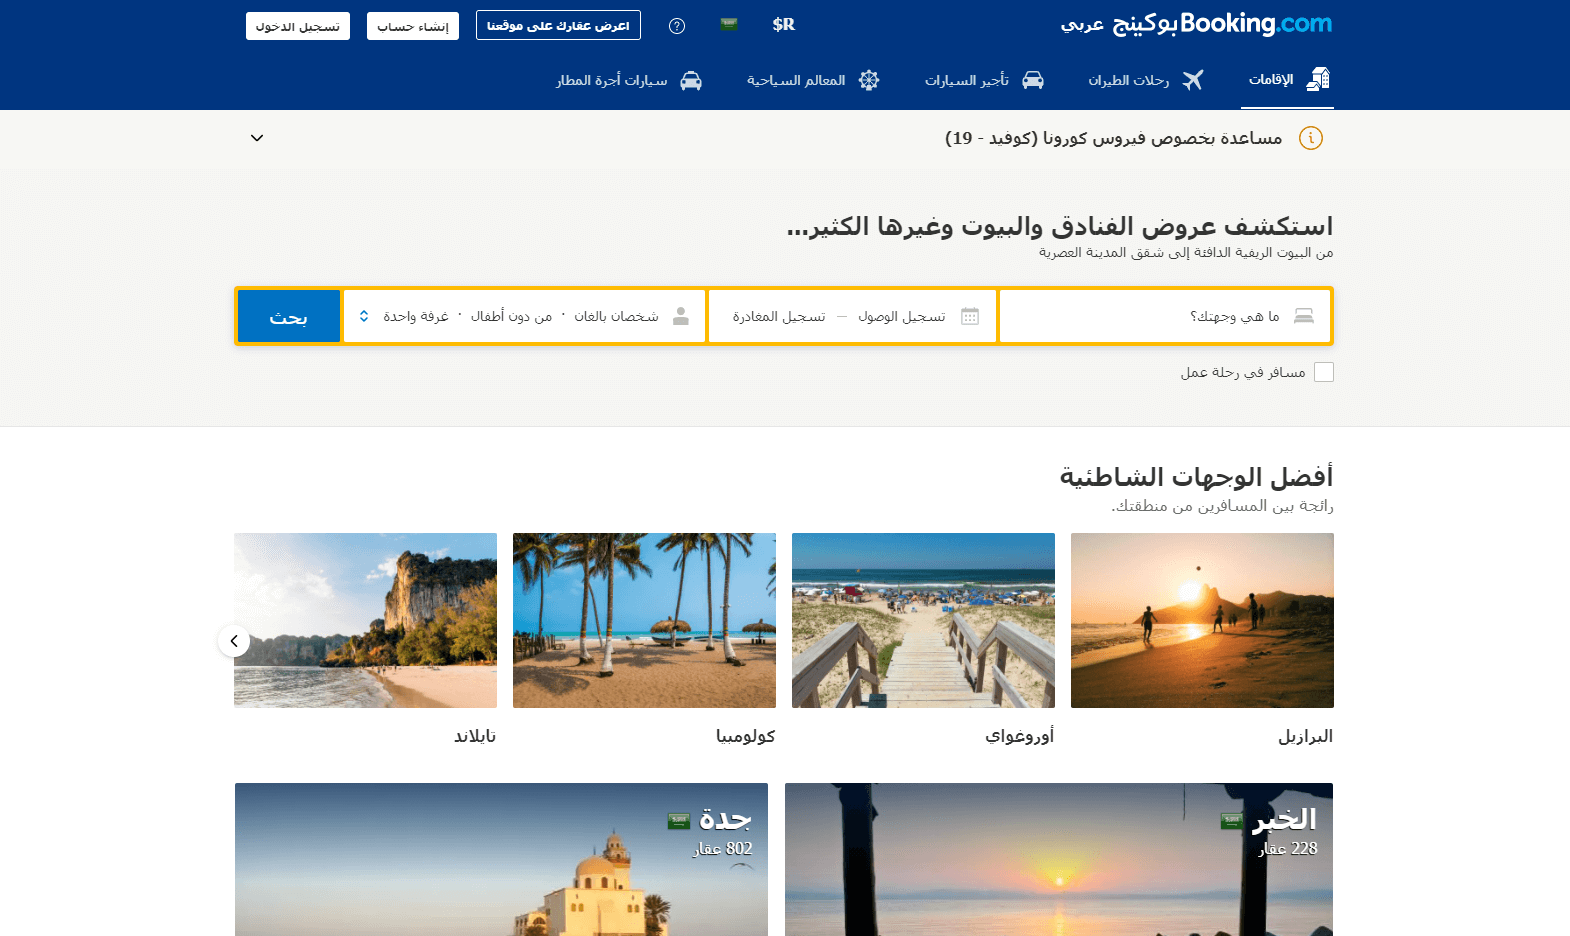 Booking.comبوكينج عربي
R$
اعرض عقارك على موقعنا
إنشاء حساب
تسجيل الدخول
الإقامات
رحلات الطيران
تأجير السيارات
المعالم السياحية
سيارات أجرة المطار
مساعدة بخصوص فيروس كورونا (كوفيد - 19)
استكشف عروض الفنادق والبيوت وغيرها الكثير...
من البيوت الريفية الدافئة إلى شقق المدينة العصرية
ما هي وجهتك؟
تسجيل الوصول — تسجيل المغادرة
شخصان بالغان · من دون أطفال · غرفة واحدة
بحث
مسافر في رحلة عمل
أفضل الوجهات الشاطئية
رائجة بين المسافرين من منطقتك.
البرازيل
أوروغواي
كولومبيا
تايلاند
الخبر
228 عقار
جدة
802 عقار